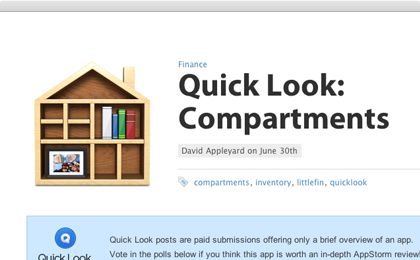 Finance
Quick Look:
Compartments
David Appleyard on June 30th
compartments, inventory, littlefin, quicklook
Quick Look posts are paid submissions offering only a brief overview of an app.
Quick Look
Vote in the polls below if you think this app is worth an in-depth AppStorm review